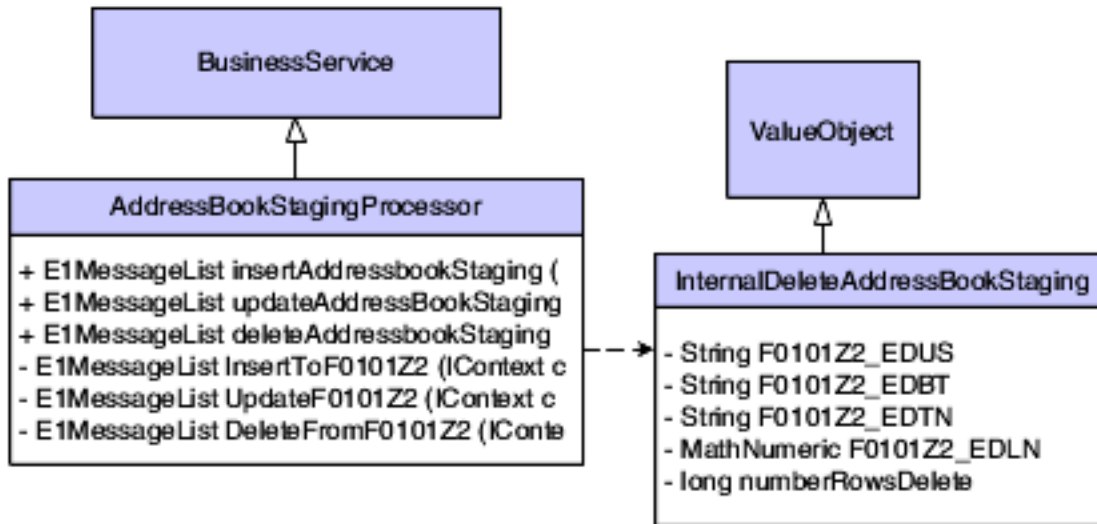 BusinessService
AddressBookStagingProcessor
+ E1MessageList insertAddressbookStaging (
+ E1MessageList updateAddressBookStaging
+ E1MessageList deleteAddressbookStaging
- E1MessageList InsertToF0101Z2 (IContext c
- E1MessageList UpdateF0101Z2 (IContext c
- E1MessageList DeleteFromF0101Z2 (IConte
ValueObject
InternalDeleteAddressBookStaging
- String F0101Z2_EDUS
- String F0101Z2_EDBT
- String F0101Z2_EDTN
- MathNumeric F0101Z2_EDLN
- long numberRowsDelete